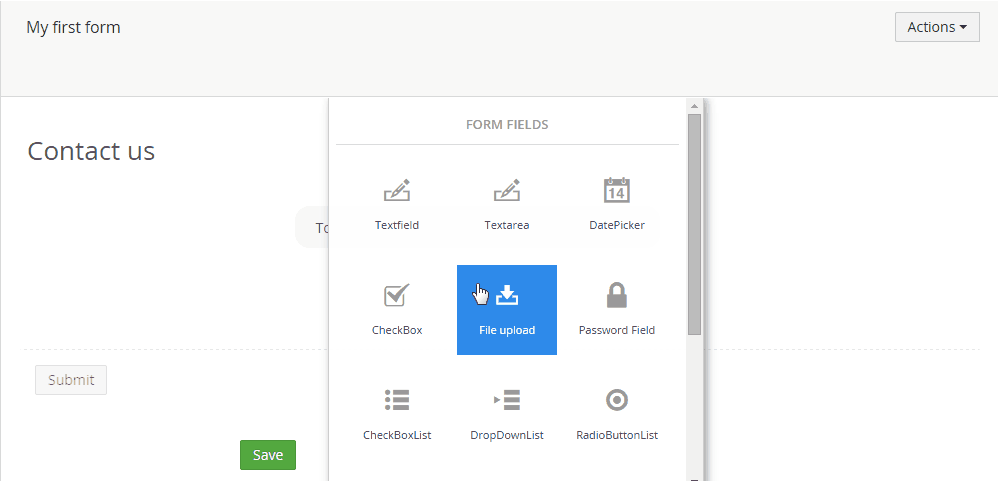 My first form
Actions
FORM FIELDS
Contact us
14
Textfield
Textarea
DatePicker
CheckBox
File upload
Password Field
Submit
CheckBoxList
DropDownList
RadioButtonList
Save